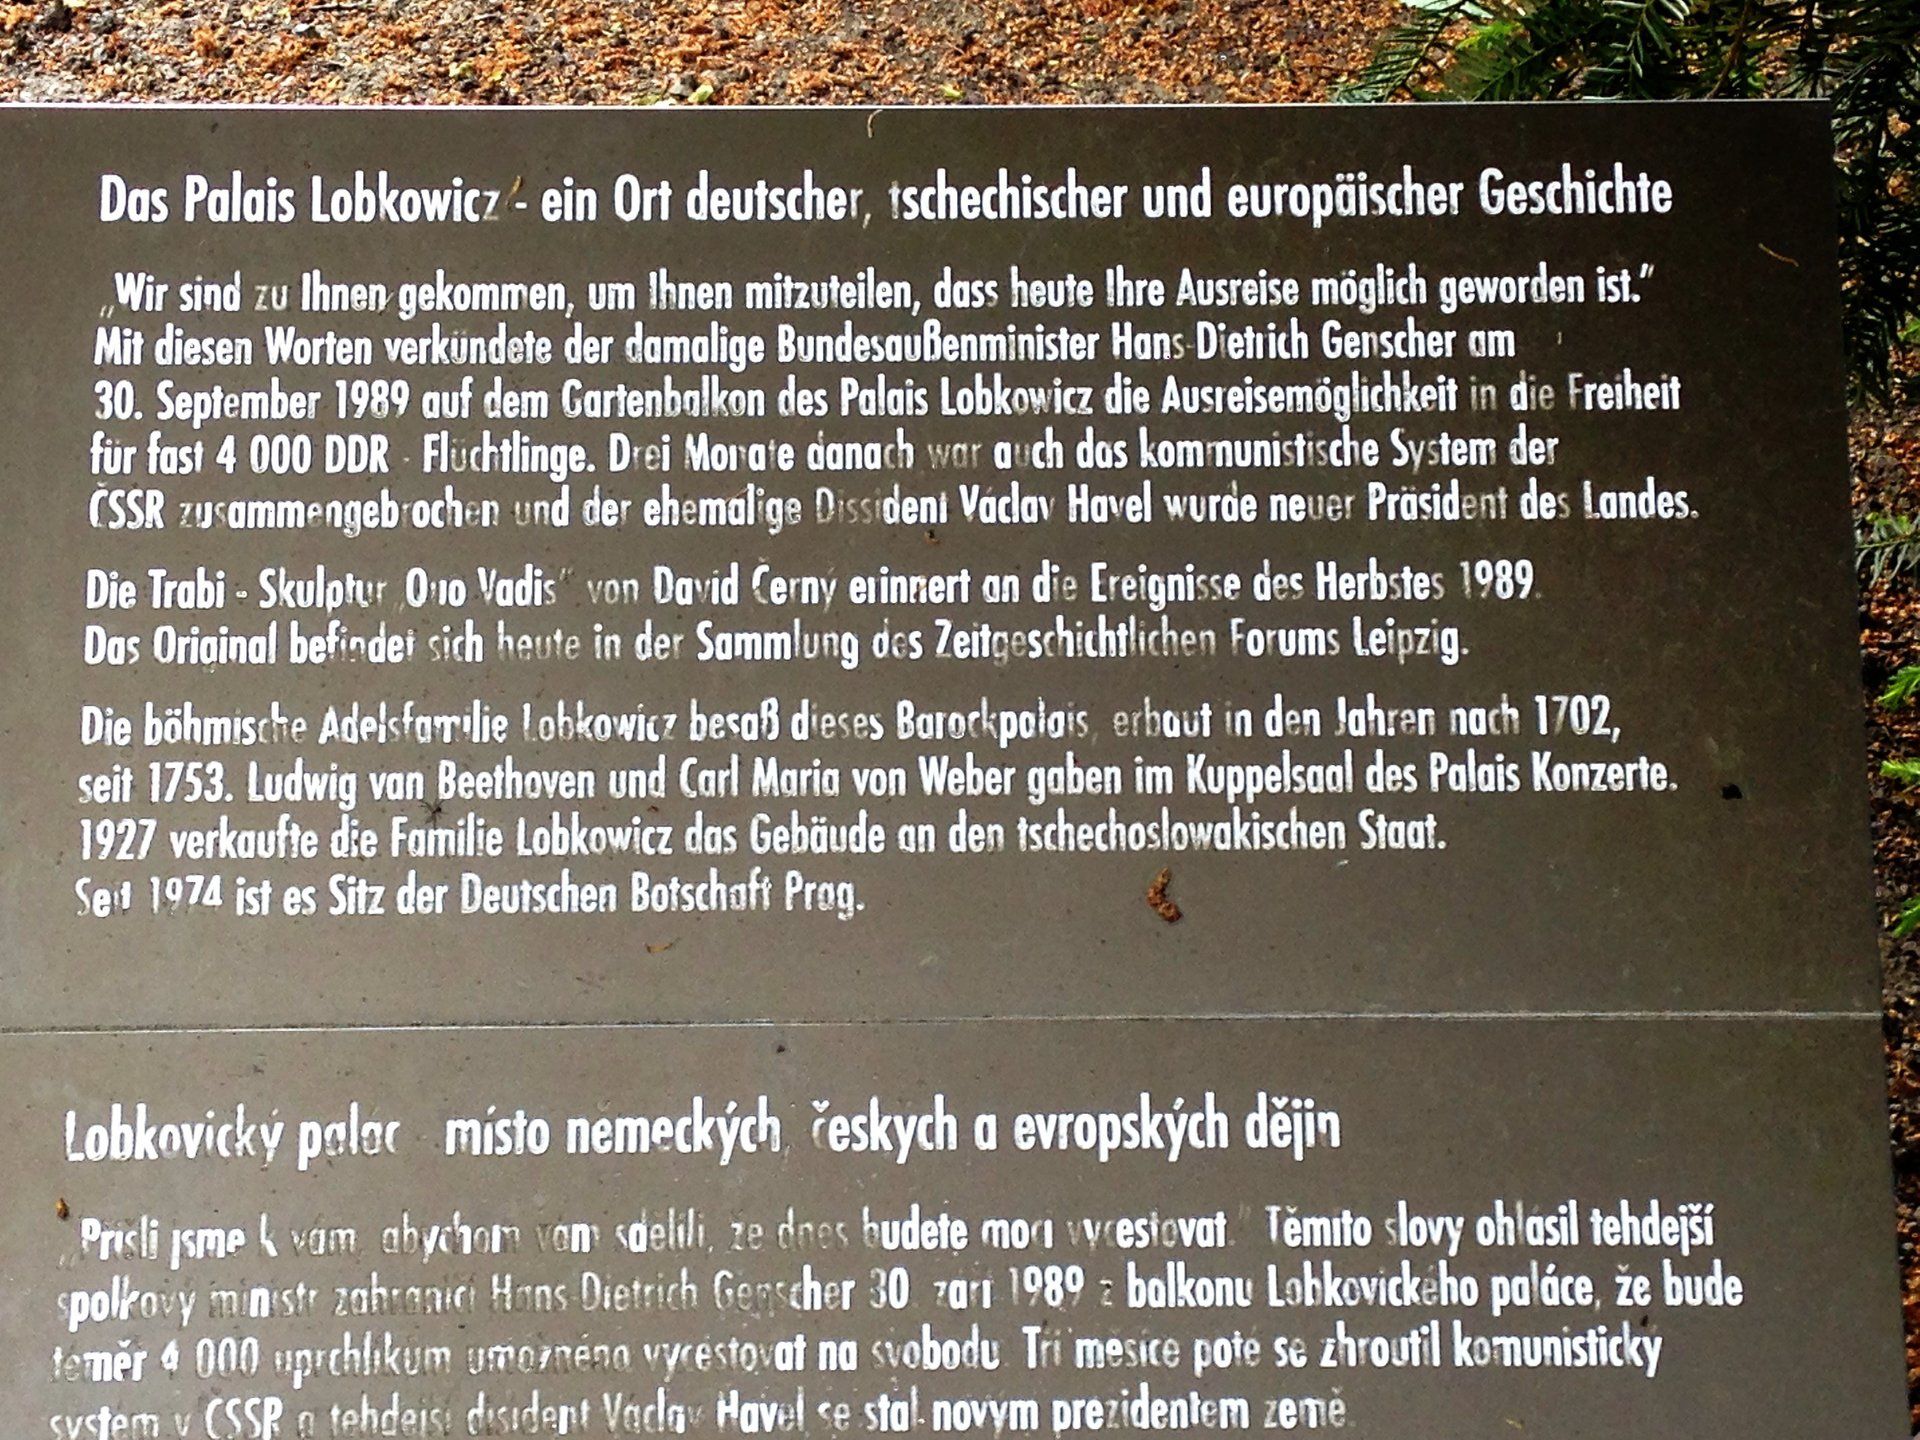 Das Palais Lobkowicz - ein Ort deutscher, tschechischer und europäischer Geschichte
„Wir sind zu Ihnen gekommen, um Ihnen mitzuteilen, dass heute Ihre Ausreise möglich geworden ist."
Mit diesen Worten verkündete der damalige Bundesaußenminister Hans-Dietrich Genscher am
30. September 1989 auf dem Gartenbalkon des Palais Lobkowicz die Ausreisemöglichkeit in die Freiheit
für fast 4 000 DDR - Flüchtlinge. Drei Monate danach war auch das kommunistische System der
ČSSR zusammengebrochen und der ehemalige Dissident Václav Havel wurde neuer Präsident des Landes.
Die Trabi - Skulptur „Quo Vadis" von David Černý erinnert an die Ereignisse des Herbstes 1989.
Das Original befindet sich heute in der Sammlung des Zeitgeschichtlichen Forums Leipzig.
Die böhmische Adelsfamilie Lobkowicz besaß dieses Barockpalais, erbaut in den Jahren nach 1702,
seit 1753. Ludwig van Beethoven und Carl Maria von Weber gaben im Kuppelsaal des Palais Konzerte.
1927 verkaufte die Familie Lobkowicz das Gebäude an den tschechoslowakischen Staat.
Seit 1974 ist es Sitz der Deutschen Botschaft Prag.
Lobkovický palác - místo německých, českých a evropských dějin
„Přišli jsme k vám, abychom vám sdělili, že dnes budete moci vycestovat." Těmito slovy ohlásil tehdejší
spolkový ministr zahraničí Hans Dietrich Genscher 30. září 1989 z balkonu Lobkovického paláce, že bude
téměř 4 000 uprchlíkům umožněno vycestovat na svobodu. Tři měsíce poté se zhroutil komunistický
systém v ČSSR a tehdejší disident Václav Havel se stal novým prezidentem země.